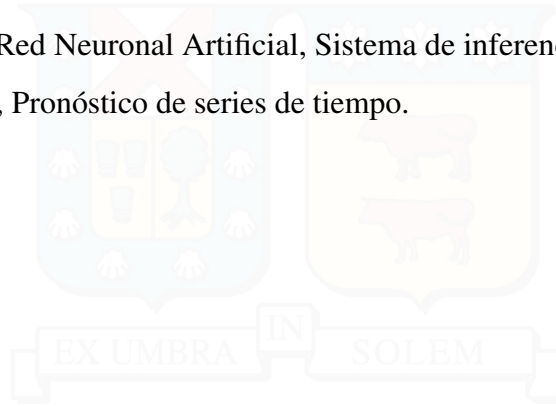 Red Neuronal Artificial, Sistema de inferenc
, Pronóstico de series de tiempo.
EX UMBRA IN SOLEM